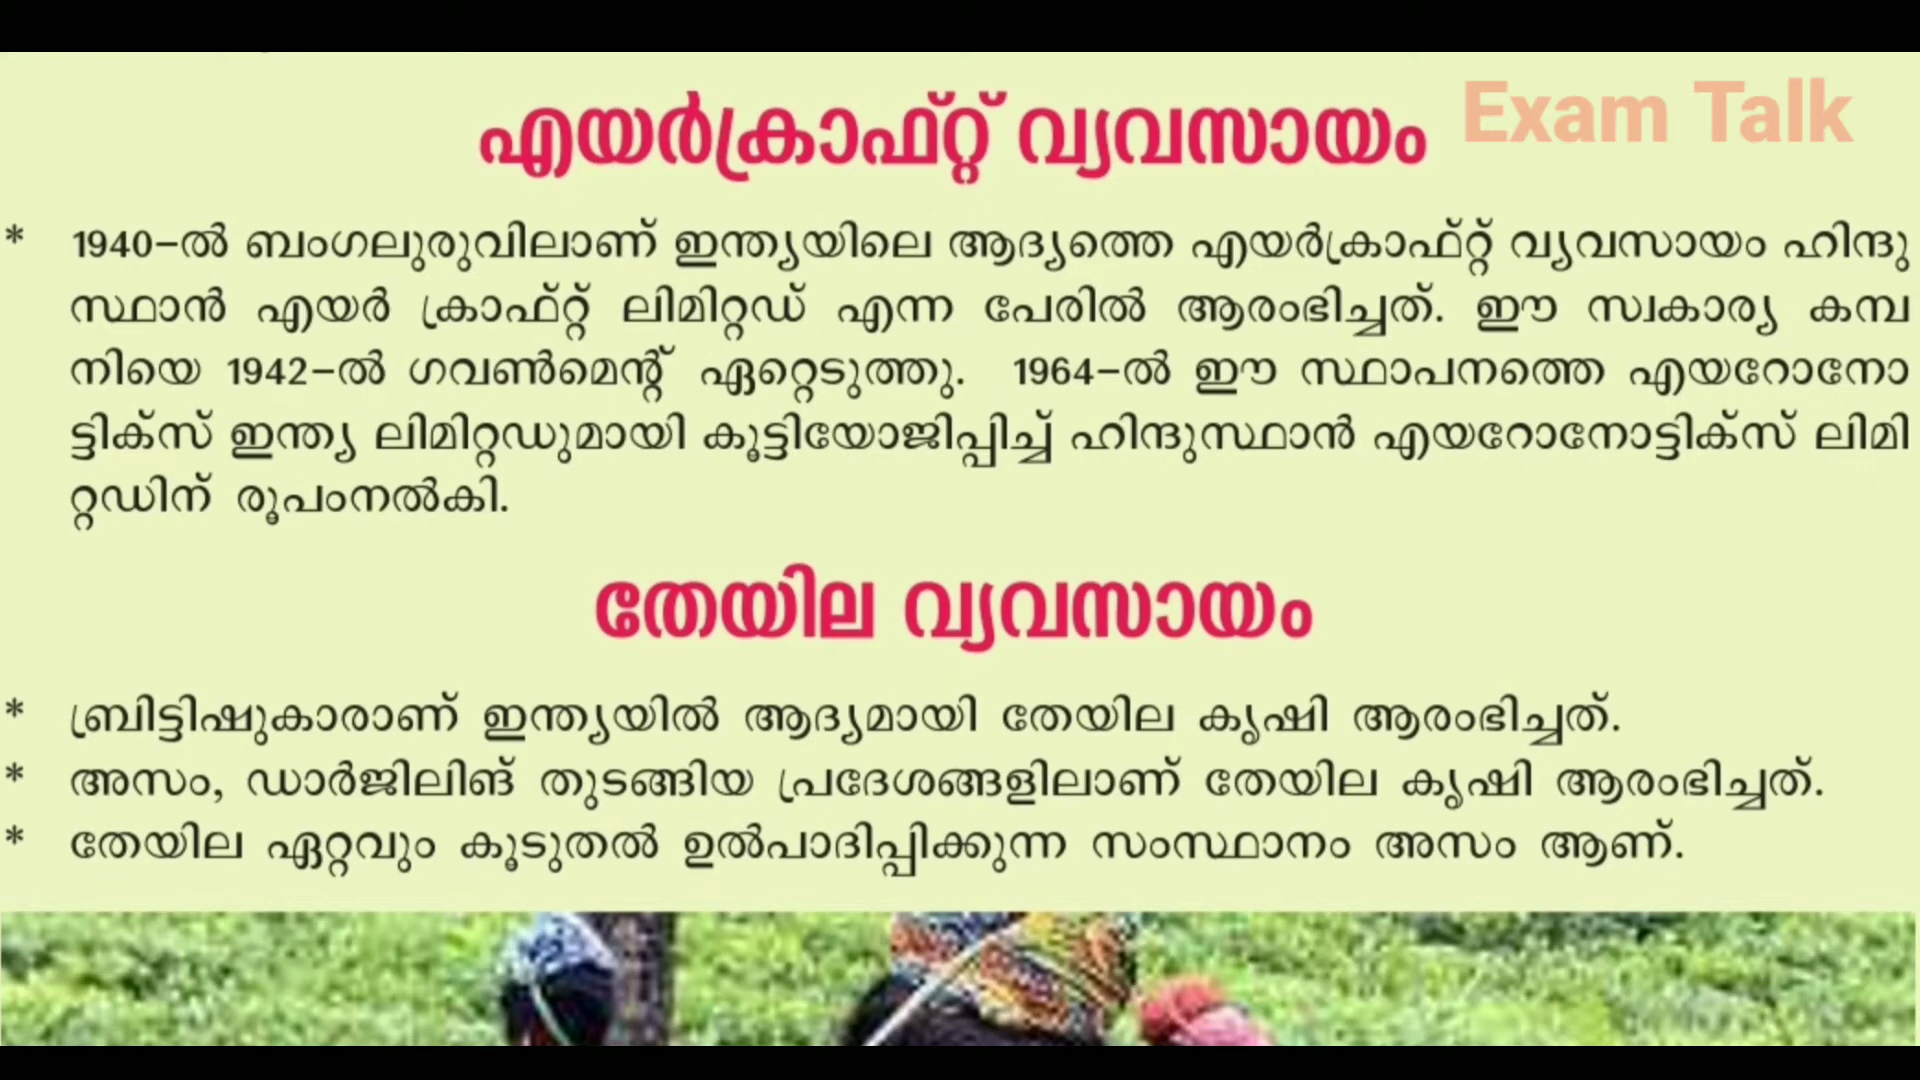 Exam Talk
എയർക്രാഫ്റ്റ് വ്യവസായം
* 1940-ൽ ബംഗലുരുവിലാണ് ഇന്ത്യയിലെ ആദ്യത്തെ എയർക്രാഫ്റ്റ് വ്യവസായം ഹിന്ദു
സ്ഥാൻ എയർ ക്രാഫ്റ്റ് ലിമിറ്റഡ് എന്ന പേരിൽ ആരംഭിച്ചത്. ഈ സ്വകാര്യ കമ്പ
നിയെ 1942-ൽ ഗവൺമെന്റ് ഏറ്റെടുത്തു. 1964-ൽ ഈ സ്ഥാപനത്തെ എയറോനോ
ട്ടിക്സ് ഇന്ത്യ ലിമിറ്റഡുമായി കൂട്ടിയോജിപ്പിച്ച് ഹിന്ദുസ്ഥാൻ എയറോനോട്ടിക്സ് ലിമി
റ്റഡിന് രൂപംനൽകി.
തേയില വ്യവസായം
* ബ്രിട്ടിഷുകാരാണ് ഇന്ത്യയിൽ ആദ്യമായി തേയില കൃഷി ആരംഭിച്ചത്.
* അസം, ഡാർജിലിങ് തുടങ്ങിയ പ്രദേശങ്ങളിലാണ് തേയില കൃഷി ആരംഭിച്ചത്.
* തേയില ഏറ്റവും കൂടുതൽ ഉൽപാദിപ്പിക്കുന്ന സംസ്ഥാനം അസം ആണ്.